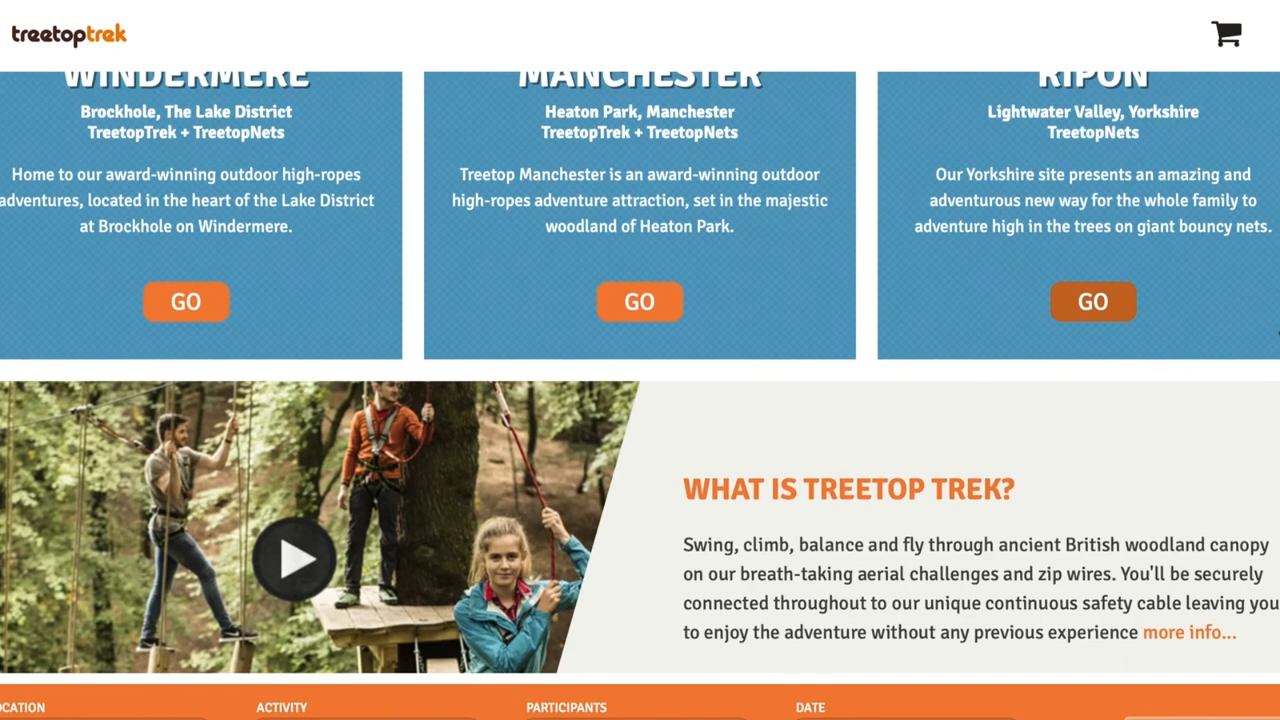 treetoptrek
WINDERMERE
Brockhole, The Lake District
TreetopTrek + TreetopNets
Home to our award-winning outdoor high-ropes
adventures, located in the heart of the Lake District
at Brockhole on Windermere.
GO
MANCHESTER
Heaton Park, Manchester
TreetopTrek + TreetopNets
Treetop Manchester is an award-winning outdoor
high-ropes adventure attraction, set in the majestic
woodland of Heaton Park.
GO
RIPON
Lightwater Valley, Yorkshire
TreetopNets
Our Yorkshire site presents an amazing and
adventurous new way for the whole family to
adventure high in the trees on giant bouncy nets.
GO
WHAT IS TREETOP TREK?
Swing, climb, balance and fly through ancient British woodland canopy
on our breath-taking aerial challenges and zip wires. You'll be securely
connected throughout to our unique continuous safety cable leaving you
to enjoy the adventure without any previous experience more info...
OCATION
ACTIVITY
PARTICIPANTS
DATE